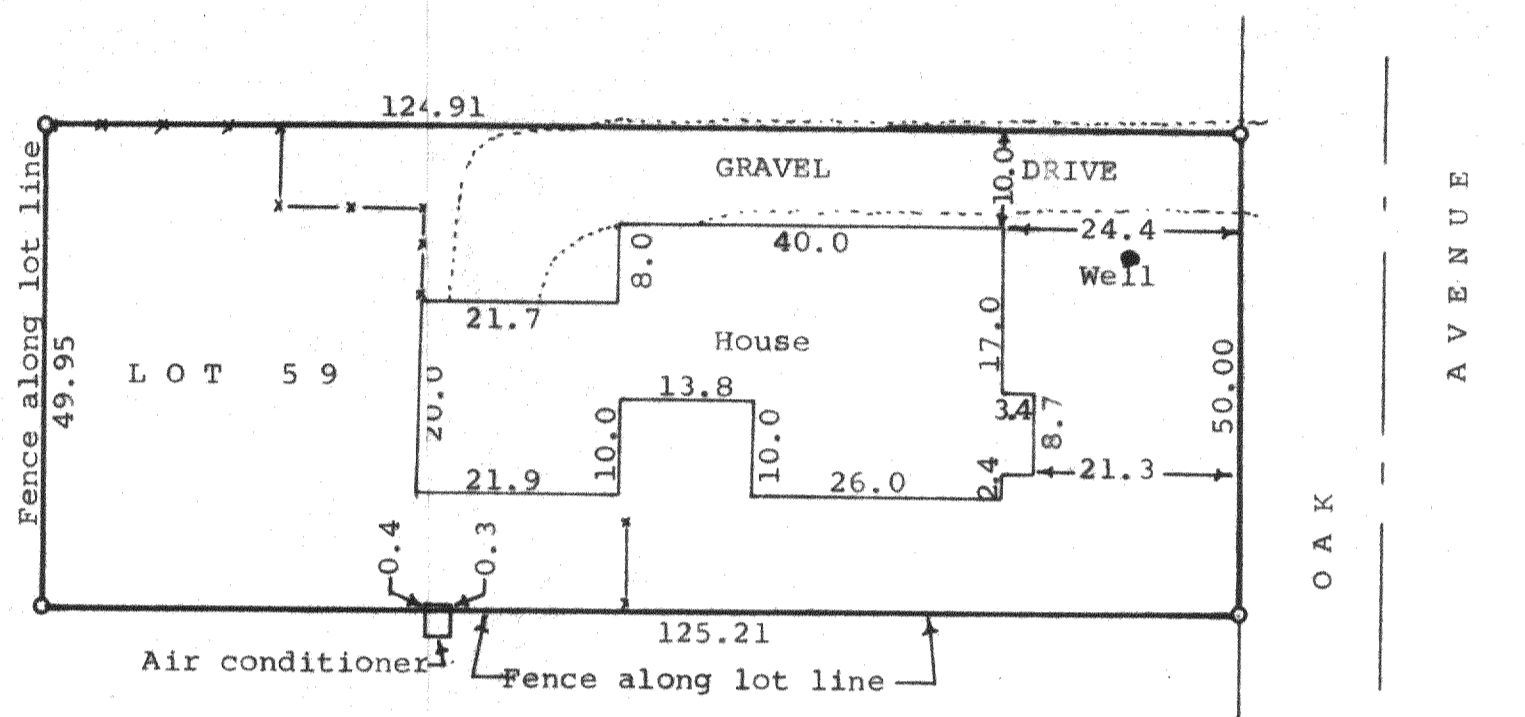 124.91
GRAVEL DRIVE
10.0
24.4
40.0
8.0
Well
21.7
House
17.0
LOT 59
Fence along lot line
49.95
20.0
13.8
3.4
8.7
50.00
10.0
10.0
21.9
26.0
2.4
21.3
OAK AVENUE
0.4
0.3
125.21
Air conditioner
Fence along lot line